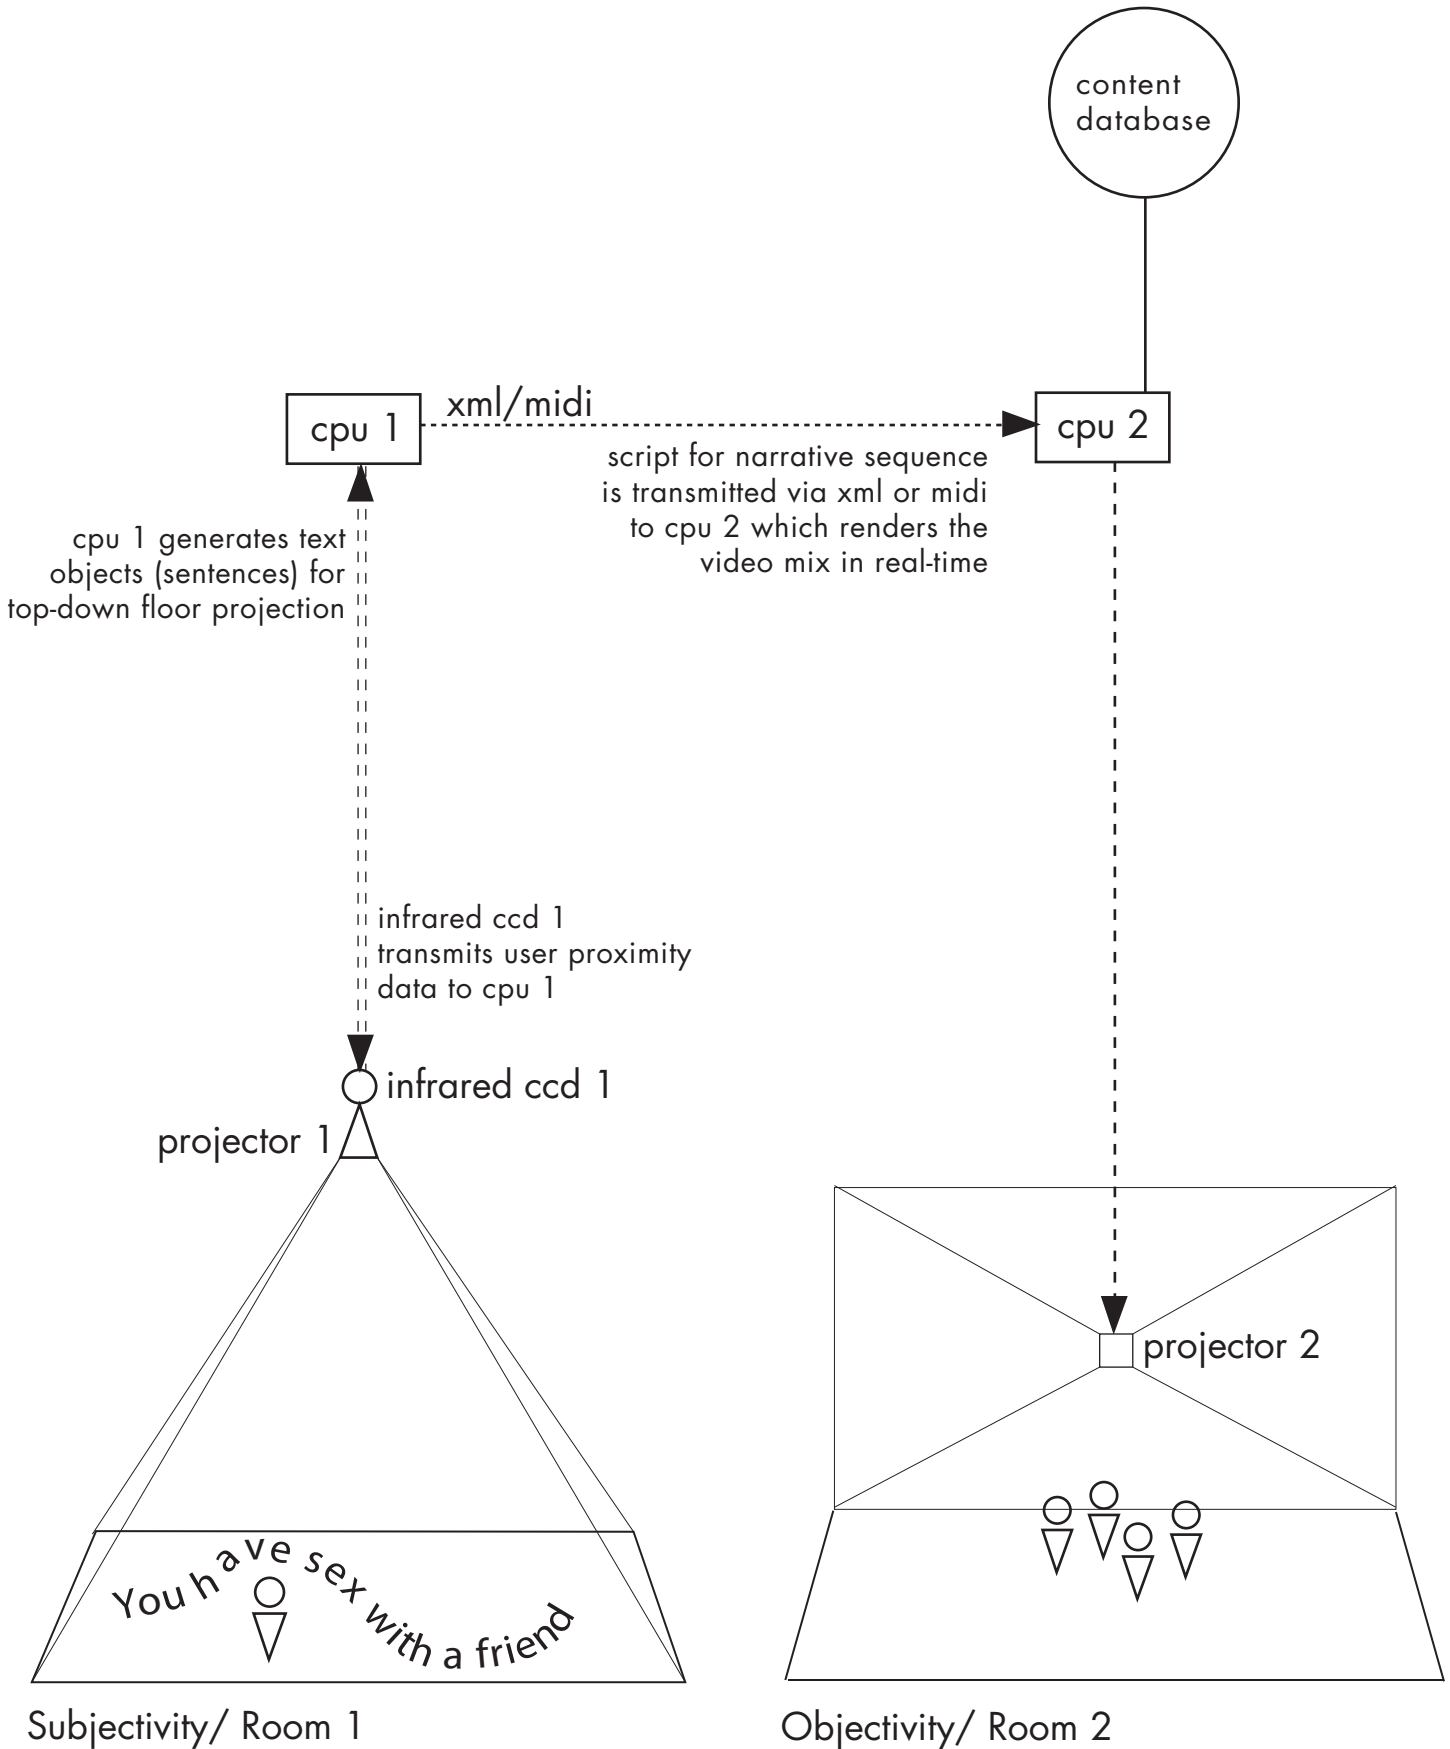 content
database
cpu 1
xml/midi
cpu 2
script for narrative sequence
is transmitted via xml or midi
to cpu 2 which renders the
video mix in real-time
cpu 1 generates text
objects (sentences) for
top-down floor projection
infrared ccd 1
transmits user proximity
data to cpu 1
infrared ccd 1
projector 1
projector 2
You have sex with a friend
Subjectivity/ Room 1
Objectivity/ Room 2